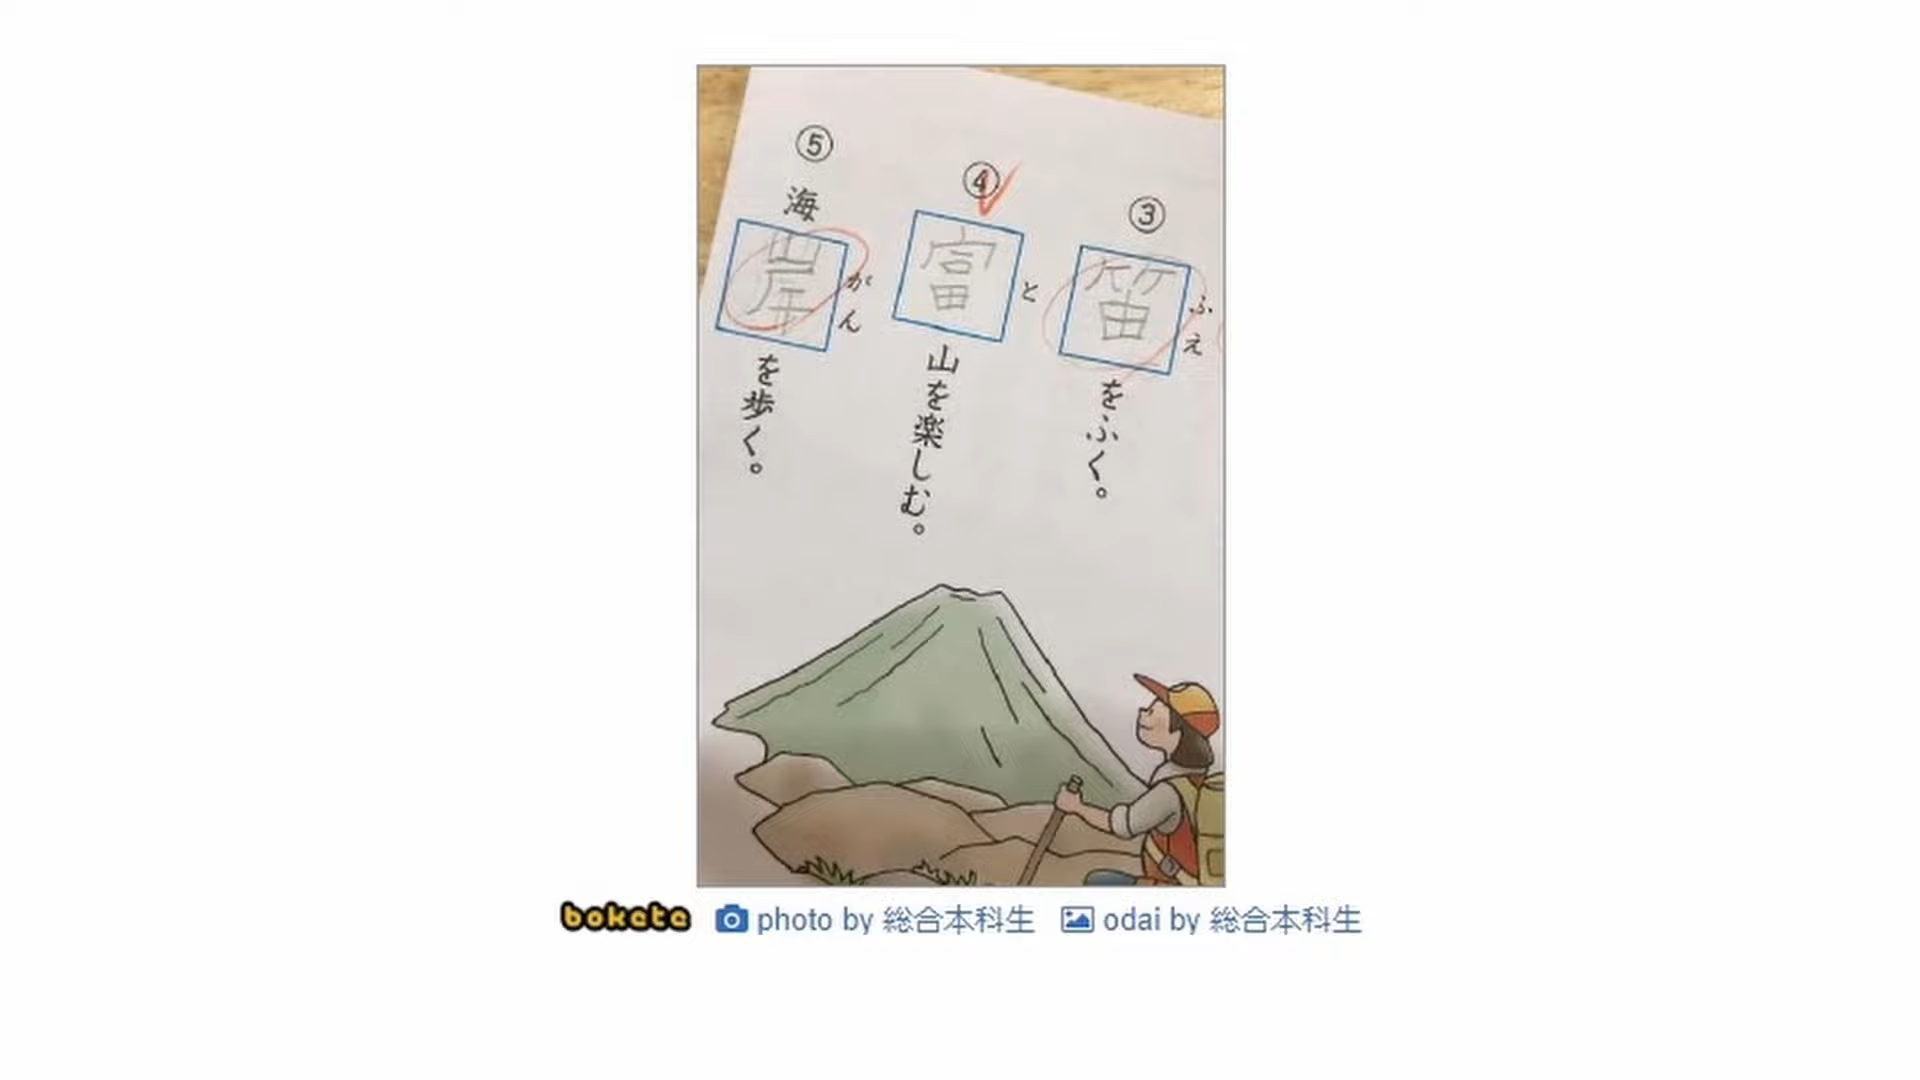 ③ 笛ふえをふく。
④ 富と山を楽しむ。
⑤ 海岸がんを歩く。
bokete photo by 総合本科生 odai by 総合本科生